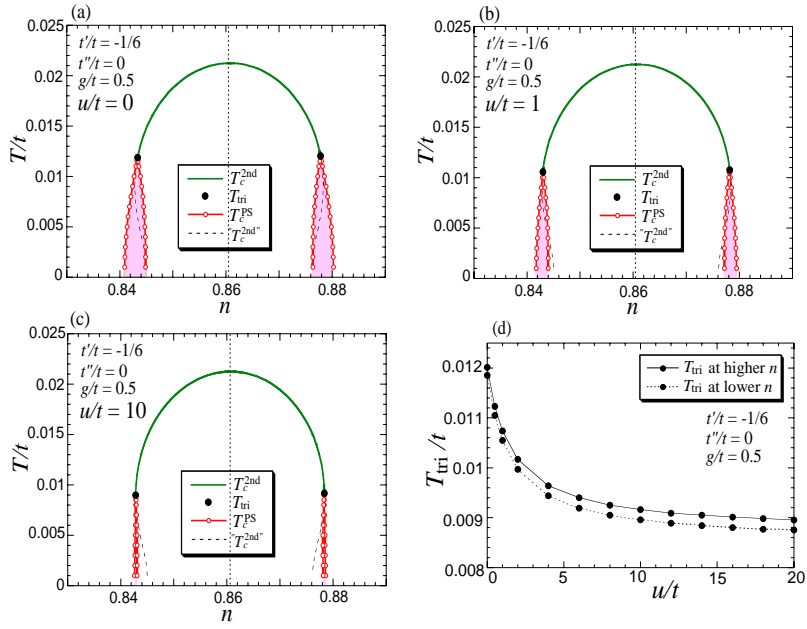 (a)
t'/t = -1/6
t''/t = 0
g/t = 0.5
u/t = 0
T/t
0.025
0.02
0.015
0.01
0.005
0
0.84
0.86
0.88
n
T_c^2nd
T_tri
T_c^PS
"T_c^2nd"
(b)
t'/t = -1/6
t''/t = 0
g/t = 0.5
u/t = 1
T/t
0.025
0.02
0.015
0.01
0.005
0
0.84
0.86
0.88
n
T_c^2nd
T_tri
T_c^PS
"T_c^2nd"
(c)
t'/t = -1/6
t''/t = 0
g/t = 0.5
u/t = 10
T/t
0.025
0.02
0.015
0.01
0.005
0
0.84
0.86
0.88
n
T_c^2nd
T_tri
T_c^PS
"T_c^2nd"
(d)
T_tri at higher n
T_tri at lower n
t'/t = -1/6
t''/t = 0
g/t = 0.5
T_tri /t
0.012
0.011
0.01
0.009
0.008
0
5
10
15
20
u/t